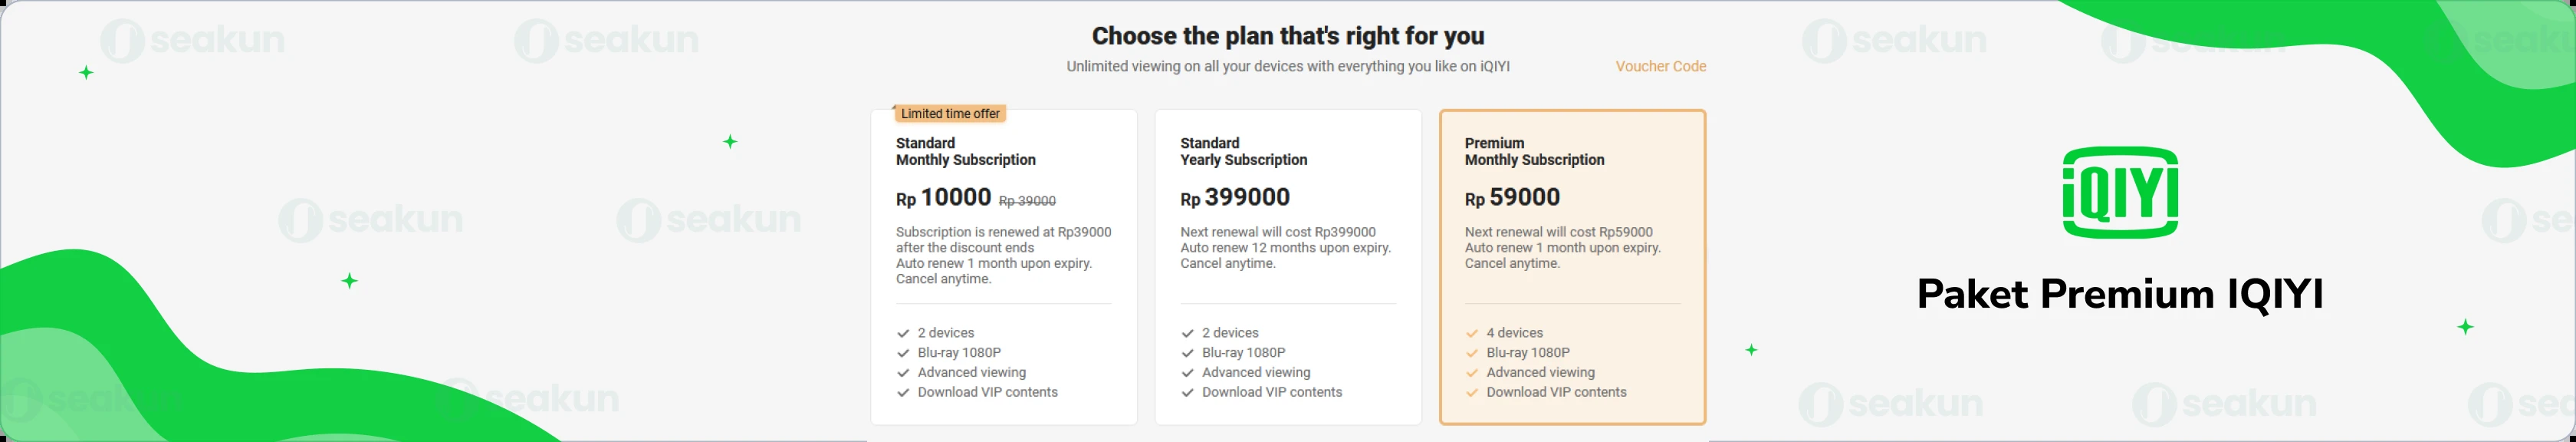 Choose the plan that's right for you
Unlimited viewing on all your devices with everything you like on iQIYI
Voucher Code
Limited time offer
Standard
Monthly Subscription
Rp 10000 Rp 39000
Subscription is renewed at Rp39000
after the discount ends
Auto renew 1 month upon expiry.
Cancel anytime.
2 devices
Blu-ray 1080P
Advanced viewing
Download VIP contents
Standard
Yearly Subscription
Rp 399000
Next renewal will cost Rp399000
Auto renew 12 months upon expiry.
Cancel anytime.
2 devices
Blu-ray 1080P
Advanced viewing
Download VIP contents
Premium
Monthly Subscription
Rp 59000
Next renewal will cost Rp59000
Auto renew 1 month upon expiry.
Cancel anytime.
4 devices
Blu-ray 1080P
Advanced viewing
Download VIP contents
iQIYI
Paket Premium IQIYI
seakun
seakun
seakun
seakun
seakun
seakun
seakun
seakun
seaku
se
seakun
seakun
sea